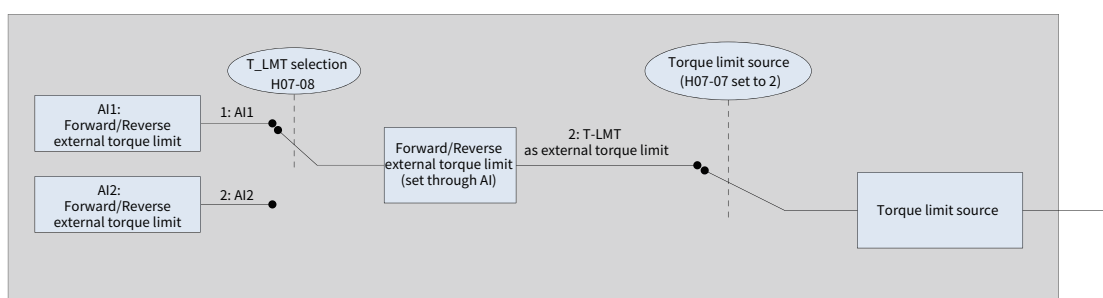 T_LMT selection
H07-08
Torque limit source
(H07-07 set to 2)
AI1:
Forward/Reverse
external torque limit
1: AI1
Forward/Reverse
external torque limit
(set through AI)
2: T-LMT
as external torque limit
AI2:
Forward/Reverse
external torque limit
2: AI2
Torque limit source